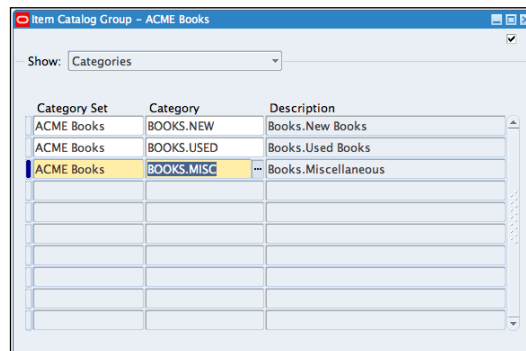 Item Catalog Group – ACME Books
Show: Categories
Category Set Category Description
ACME Books BOOKS.NEW Books.New Books
ACME Books BOOKS.USED Books.Used Books
ACME Books BOOKS.MISC ... Books.Miscellaneous